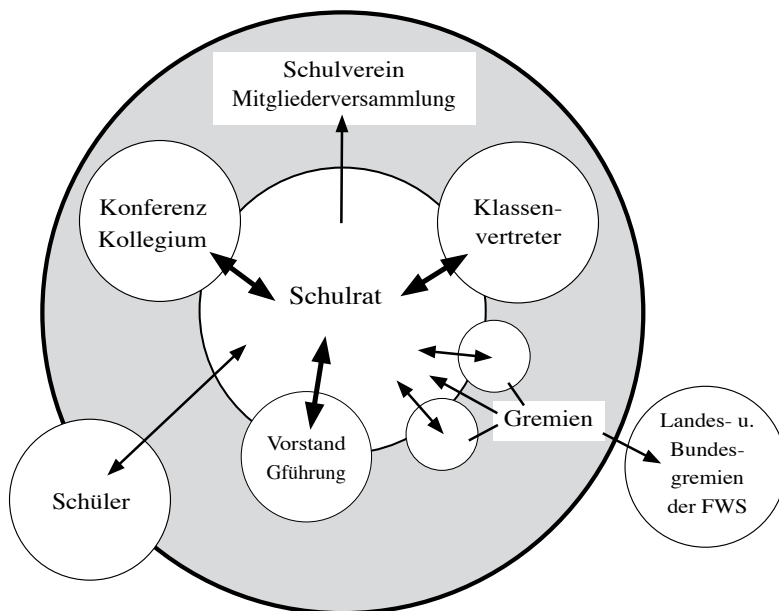 Schulverein
Mitgliederversammlung
Konferenz
Kollegium
Klassen-
vertreter
Schulrat
Gremien
Vorstand
Gführung
Schüler
Landes- u.
Bundes-
gremien
der FWS